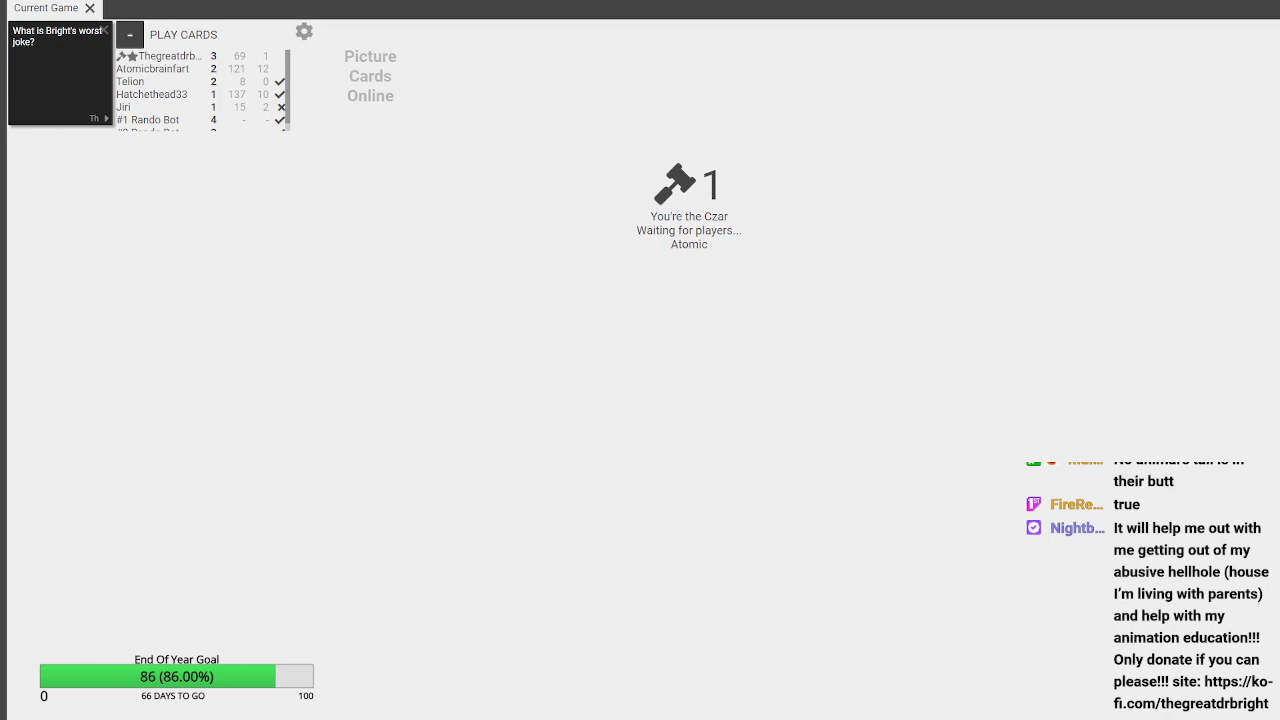 Current Game
What is Bright's worst
joke?
Th
- PLAY CARDS
Thegreatdrb... 3 69 1
Atomicbrainfart 2 121 12
Telion 2 8 0
Hatchethead33 1 137 10
Jiri 1 15 2
#1 Rando Bot 4 - -
Picture
Cards
Online
1
You're the Czar
Waiting for players...
Atomic
their butt
FireRe... true
Nightb... It will help me out with
me getting out of my
abusive hellhole (house
I'm living with parents)
and help with my
animation education!!!
Only donate if you can
please!!! site: https://ko-
fi.com/thegreatdrbright
End Of Year Goal
86 (86.00%)
0 66 DAYS TO GO 100